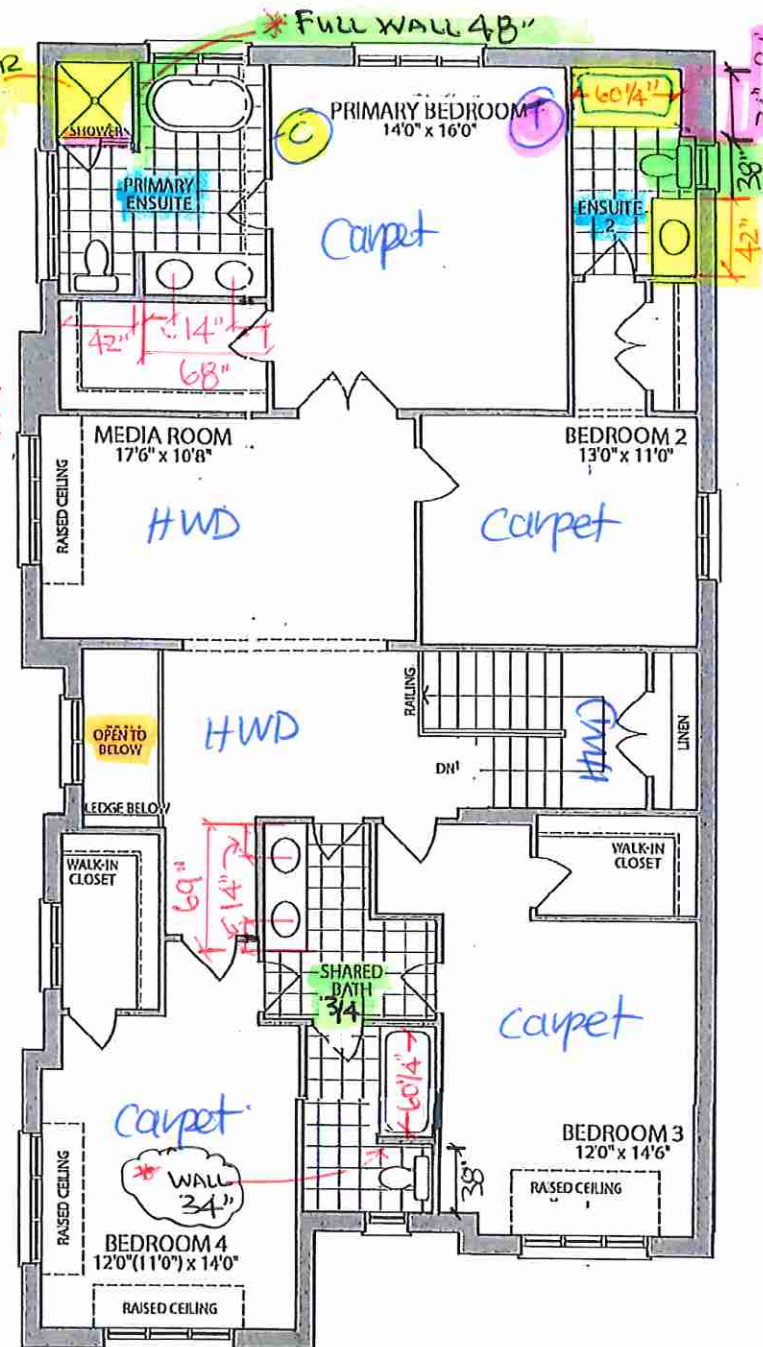 * FULL WALL 48"
SHOWER
PRIMARY BEDROOM
14'0" x 16'0"
60 1/4"
38"
42"
PRIMARY
ENSUITE
ENSUITE
2
Carpet
42"
14"
68"
MEDIA ROOM
17'6" x 10'8"
BEDROOM 2
13'0" x 11'0"
RAISED CEILING
HWD
Carpet
OPEN TO
BELOW
HWD
RAILING
HWD
LINEN
DN
LEDGE BELOW
WALK-IN
CLOSET
69"
14"
WALK-IN
CLOSET
SHARED
BATH
3/4
Carpet
60 1/4"
Carpet
* WALL
34"
38"
BEDROOM 3
12'0" x 14'6"
RAISED CEILING
RAISED CEILING
BEDROOM 4
12'0"(11'0") x 14'0"
RAISED CEILING